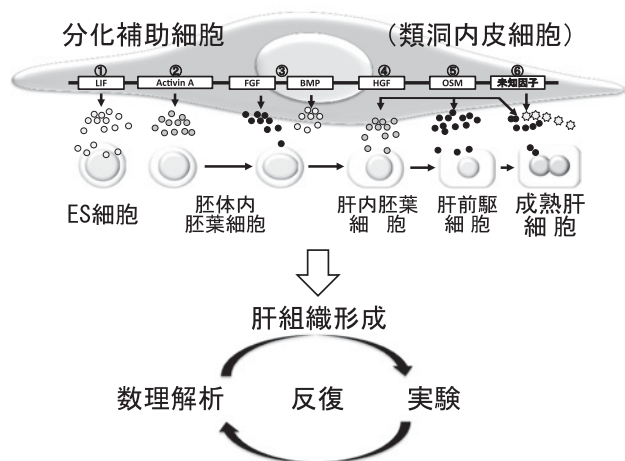 分化補助細胞 (類洞内皮細胞)
① ② ③ ④ ⑤ ⑥
LIF Activin A FGF BMP HGF OSM 未知因子
ES細胞
胚体内
胚葉細胞
肝内胚葉
細 胞
肝前駆
細胞
成熟肝
細 胞
肝組織形成
数理解析 反復 実験